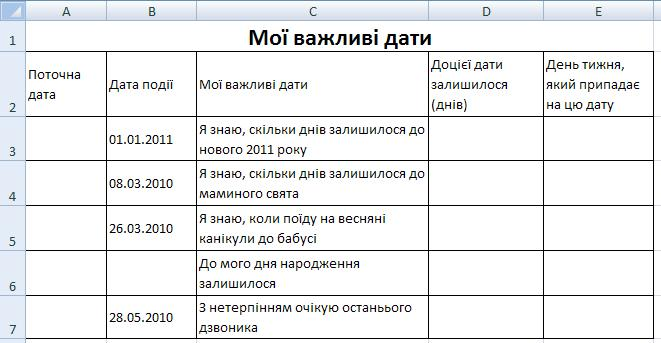 A B C D E
1 Мої важливі дати
2 Поточна дата Дата події Мої важливі дати Доцієї дати залишилося (днів) День тижня, який припадає на цю дату
3 01.01.2011 Я знаю, скільки днів залишилося до нового 2011 року
4 08.03.2010 Я знаю, скільки днів залишилося до маминого свята
5 26.03.2010 Я знаю, коли поїду на весняні канікули до бабусі
6 До мого дня народження залишилося
7 28.05.2010 З нетерпінням очікую останього дзвоника